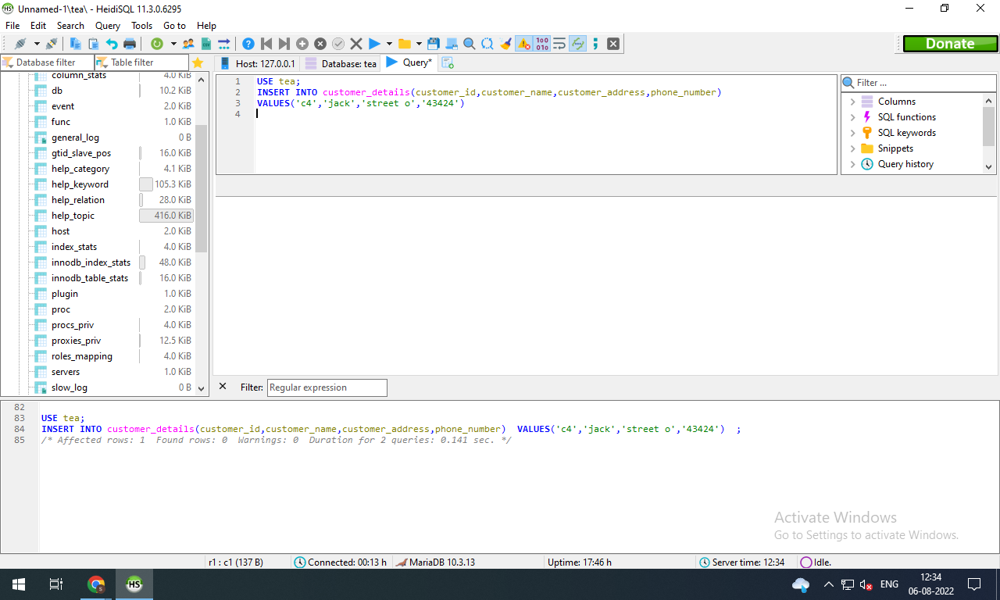 HS Unnamed-1\tea\ - HeidiSQL 11.3.0.6295
File Edit Search Query Tools Go to Help
Donate
Database filter Table filter Host: 127.0.0.1 Database: tea Query*
column_stats 4.0 KiB
db 10.2 KiB
event 2.0 KiB
func 1.0 KiB
general_log 0 B
gtid_slave_pos 16.0 KiB
help_category 4.1 KiB
help_keyword 105.3 KiB
help_relation 28.0 KiB
help_topic 416.0 KiB
host 2.0 KiB
index_stats 4.0 KiB
innodb_index_stats 48.0 KiB
innodb_table_stats 16.0 KiB
plugin 1.0 KiB
proc 2.0 KiB
procs_priv 4.0 KiB
proxies_priv 12.5 KiB
roles_mapping 4.0 KiB
servers 1.0 KiB
slow_log 0 B
1 USE tea;
2 INSERT INTO customer_details(customer_id,customer_name,customer_address,phone_number)
3 VALUES('c4','jack','street o','43424')
4
Filter ...
Columns
SQL functions
SQL keywords
Snippets
Query history
Filter: Regular expression
82
83 USE tea;
84 INSERT INTO customer_details(customer_id,customer_name,customer_address,phone_number)  VALUES('c4','jack','street o','43424')  ;
85 /* Affected rows: 1  Found rows: 0  Warnings: 0  Duration for 2 queries: 0.141 sec. */
Activate Windows
Go to Settings to activate Windows.
r1 : c1 (137 B) Connected: 00:13 h MariaDB 10.3.13 Uptime: 17:46 h Server time: 12:34 Idle.
S HS ENG 12:34
06-08-2022